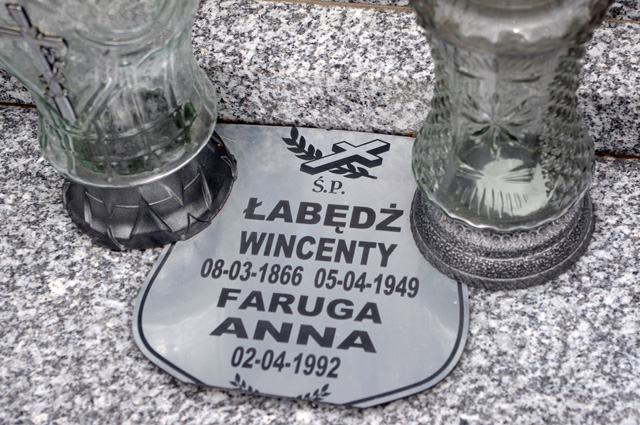 Ś.P.
ŁABĘDŹ
WINCENTY
08-03-1866 05-04-1949
FARUGA
ANNA
02-04-1992